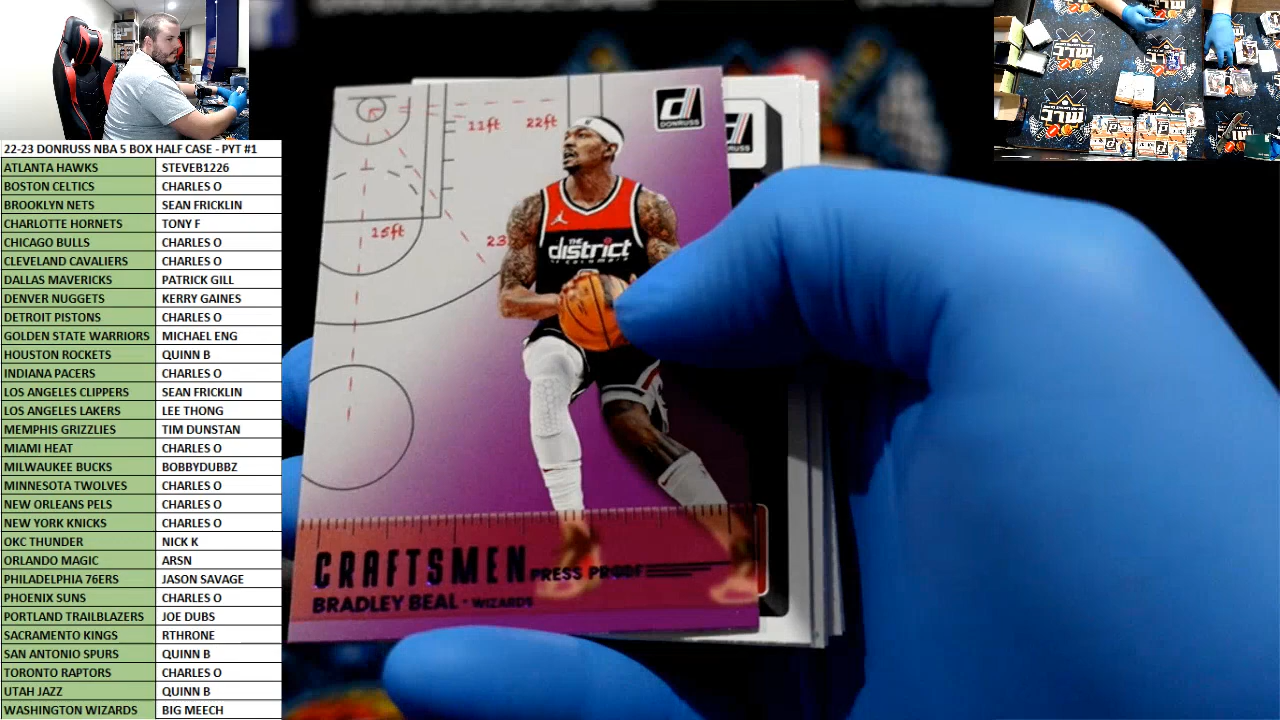 22-23 DONRUSS NBA 5 BOX HALF CASE - PYT #1
ATLANTA HAWKS STEVEB1226
BOSTON CELTICS CHARLES O
BROOKLYN NETS SEAN FRICKLIN
CHARLOTTE HORNETS TONY F
CHICAGO BULLS CHARLES O
CLEVELAND CAVALIERS CHARLES O
DALLAS MAVERICKS PATRICK GILL
DENVER NUGGETS KERRY GAINES
DETROIT PISTONS CHARLES O
GOLDEN STATE WARRIORS MICHAEL ENG
HOUSTON ROCKETS QUINN B
INDIANA PACERS CHARLES O
LOS ANGELES CLIPPERS SEAN FRICKLIN
LOS ANGELES LAKERS LEE THONG
MEMPHIS GRIZZLIES TIM DUNSTAN
MIAMI HEAT CHARLES O
MILWAUKEE BUCKS BOBBYDUBBZ
MINNESOTA TWOLVES CHARLES O
NEW ORLEANS PELS CHARLES O
NEW YORK KNICKS CHARLES O
OKC THUNDER NICK K
ORLANDO MAGIC ARSN
PHILADELPHIA 76ERS JASON SAVAGE
PHOENIX SUNS CHARLES O
PORTLAND TRAILBLAZERS JOE DUBS
SACRAMENTO KINGS RTHRONE
SAN ANTONIO SPURS QUINN B
TORONTO RAPTORS CHARLES O
UTAH JAZZ QUINN B
WASHINGTON WIZARDS BIG MEECH
11ft 22ft
15ft 23
d
DONRUSS
THE
district
of columbia
CRAFTSMEN
PRESS PROOF
BRADLEY BEAL · WIZARDS